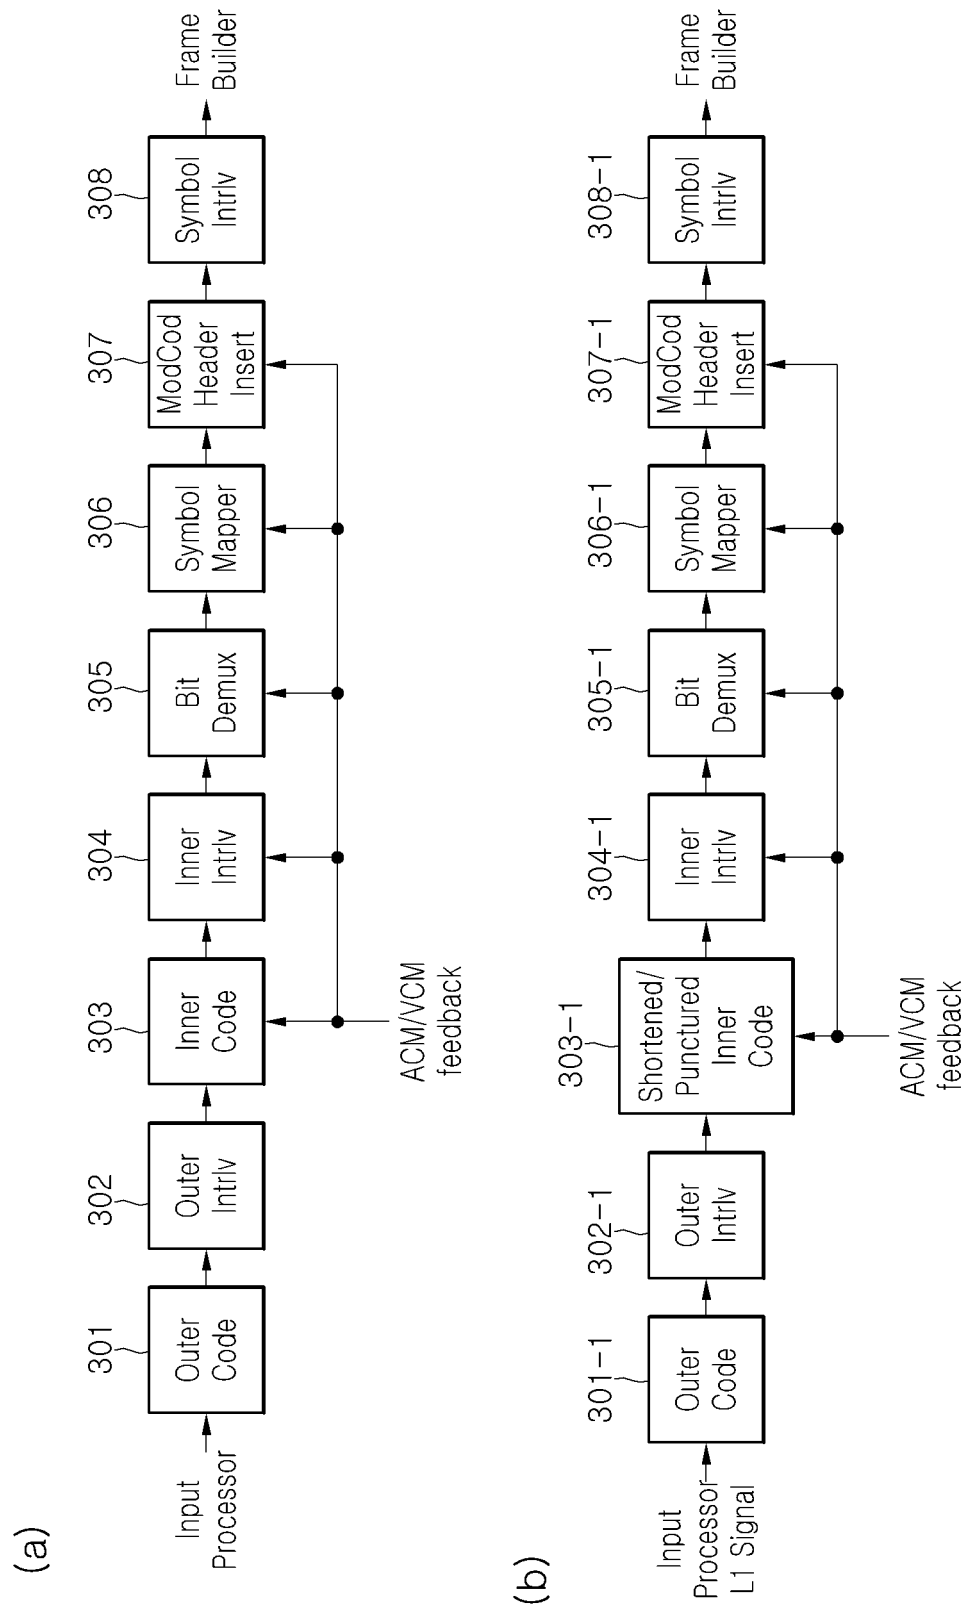 (a)
Input
Processor
301
Outer
Code
302
Outer
Intrlv
303
Inner
Code
304
Inner
Intrlv
305
Bit
Demux
306
Symbol
Mapper
307
ModCod
Header
Insert
308
Symbol
Intrlv
Frame
Builder
ACM/VCM
feedback
(b)
Input
Processor
L1 Signal
301-1
Outer
Code
302-1
Outer
Intrlv
303-1
Shortened/
Punctured
Inner
Code
304-1
Inner
Intrlv
305-1
Bit
Demux
306-1
Symbol
Mapper
307-1
ModCod
Header
Insert
308-1
Symbol
Intrlv
Frame
Builder
ACM/VCM
feedback